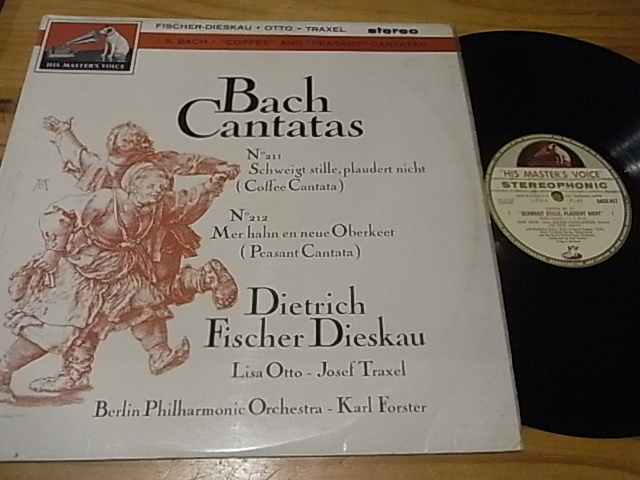 FISCHER-DIESKAU • OTTO • TRAXEL stereo
J. S. BACH • "COFFEE" AND "PEASANT" CANTATAS
HIS MASTER'S VOICE
Bach
Cantatas
Nº 211
Schweigt stille, plaudert nicht
(Coffee Cantata)
Nº 212
Mer hahn en neue Oberkeet
(Peasant Cantata)
Dietrich
Fischer Dieskau
Lisa Otto - Josef Traxel
Berlin Philharmonic Orchestra - Karl Forster
"HIS MASTER'S VOICE"
STEREOPHONIC
LONG PLAY
"SCHWEIGT STILLE, PLAUDERT NICHT"